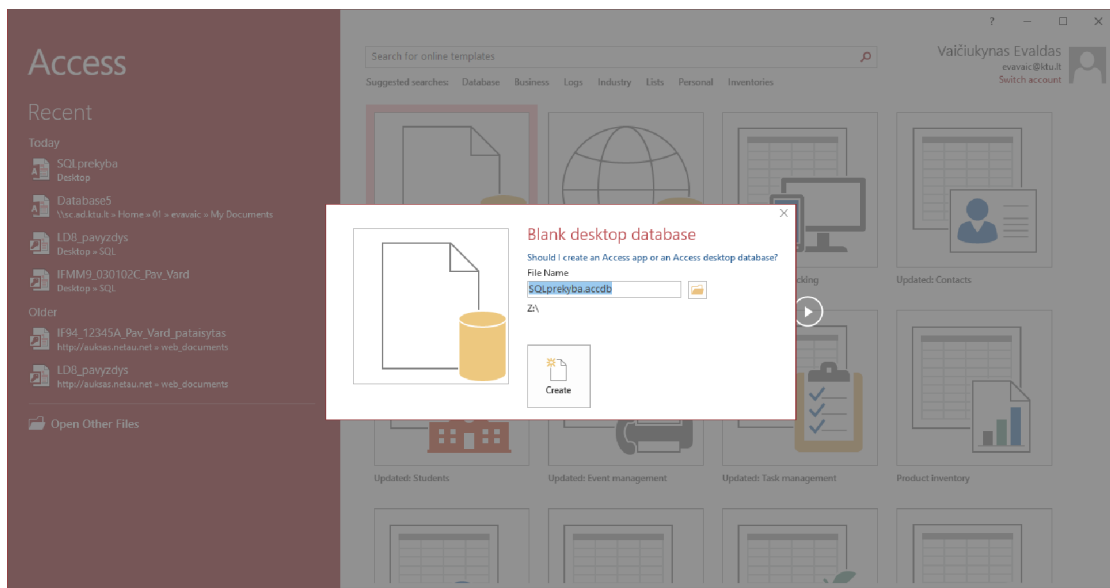 ?
Access
Search for online templates
Vaičiukynas Evaldas
evavaic@ktu.lt
Switch account
Suggested searches: Database Business Logs Industry Lists Personal Inventories
Recent
Today
SQLprekyba
Desktop
Database5
\\sc.ad.ktu.lt » Home » 01 » evavaic » My Documents
LD8_pavyzdys
Desktop » SQL
IFMM9_030102C_Pav_Vard
Desktop » SQL
Older
IF94_12345A_Pav_Vard_pataisytas
http://auksas.netau.net » web_documents
LD8_pavyzdys
http://auksas.netau.net » web_documents
Open Other Files
Blank desktop database
Should I create an Access app or an Access desktop database?
File Name
SQLprekyba.accdb
Z:\
Create
Updated: Contacts
Updated: Students
Updated: Event management
Updated: Task management
Product inventory